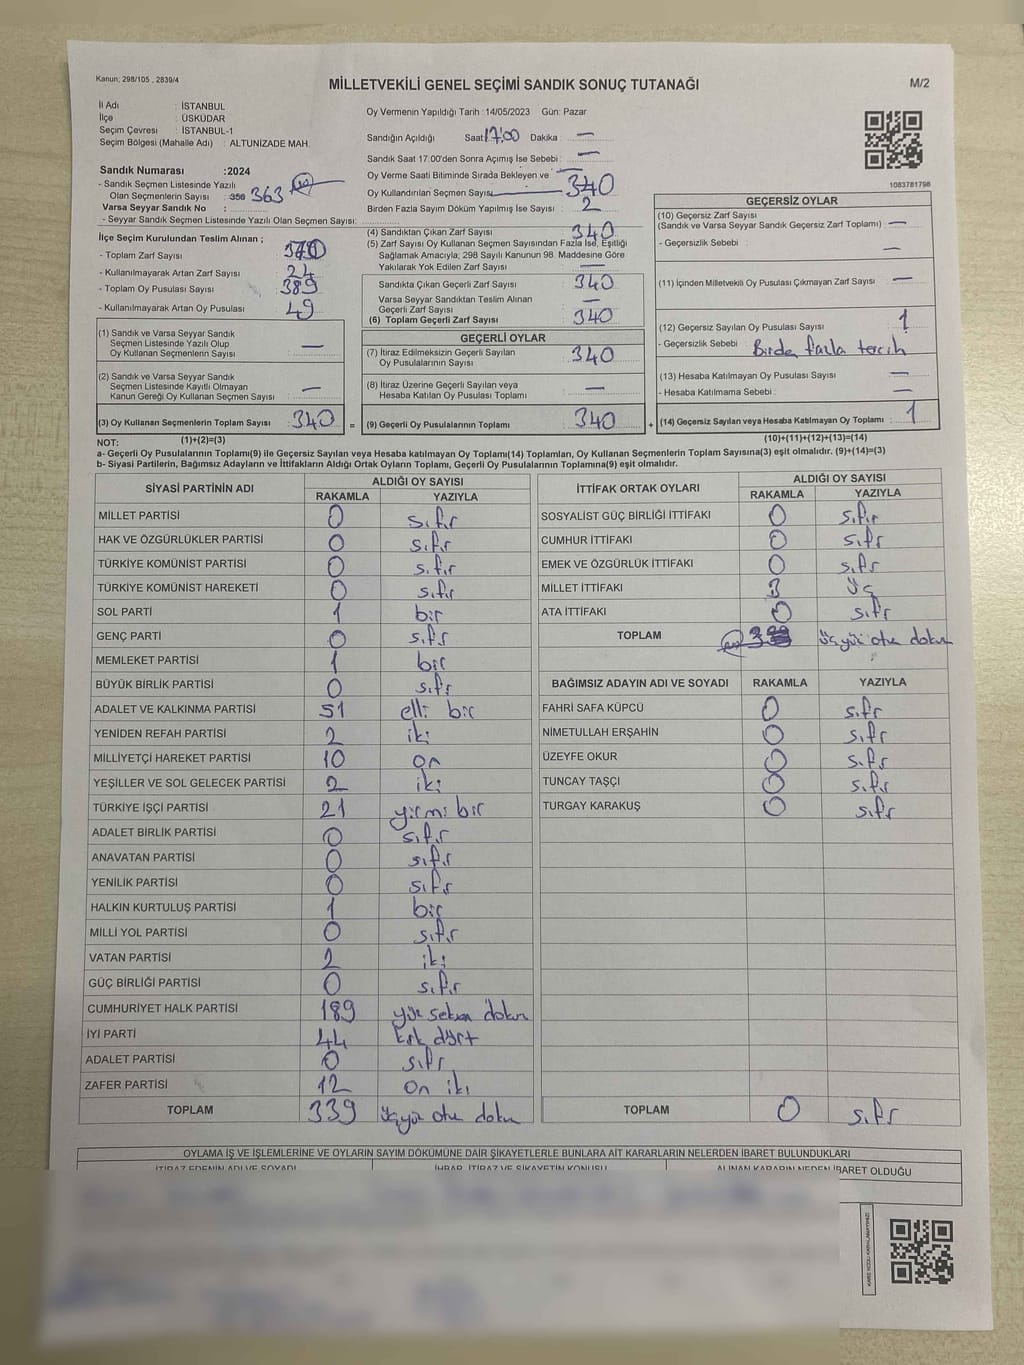 Kanun; 298/105 , 2839/4
MİLLETVEKİLİ GENEL SEÇİMİ SANDIK SONUÇ TUTANAĞI
M/2
İl Adı : İSTANBUL
İlçe : ÜSKÜDAR
Seçim Çevresi : İSTANBUL-1
Seçim Bölgesi (Mahalle Adı) : ALTUNİZADE MAH.
Oy Vermenin Yapıldığı Tarih : 14/05/2023 Gün: Pazar
Sandığın Açıldığı Saat 17:00 Dakika : —
Sandık Saat 17.00'den Sonra Açımış İse Sebebi : —
Oy Verme Saati Bitiminde Sırada Bekleyen ve —
Oy Kullandırılan Seçmen Sayısı 340
Birden Fazla Sayım Döküm Yapılmış İse Sayısı : 2
1083781798
Sandık Numarası :2024
- Sandık Seçmen Listesinde Yazılı
Olan Seçmenlerin Sayısı : 356 363
Varsa Seyyar Sandık No :
- Seyyar Sandık Seçmen Listesinde Yazılı Olan Seçmen Sayısı:
İlçe Seçim Kurulundan Teslim Alınan ;
- Toplam Zarf Sayısı : 370
- Kullanılmayarak Artan Zarf Sayısı : 24
- Toplam Oy Pusulası Sayısı : 389
- Kullanılmayarak Artan Oy Pusulası : 49
(4) Sandıktan Çıkan Zarf Sayısı : 340
(5) Zarf Sayısı Oy Kullanan Seçmen Sayısından Fazla İse, Eşitliği
Sağlamak Amacıyla; 298 Sayılı Kanunun 98. Maddesine Göre
Yakılarak Yok Edilen Zarf Sayısı : —
Sandıkta Çıkan Geçerli Zarf Sayısı : 340
Varsa Seyyar Sandıktan Teslim Alınan
Geçerli Zarf Sayısı : —
(6) Toplam Geçerli Zarf Sayısı : 340
GEÇERSİZ OYLAR
(10) Geçersiz Zarf Sayısı
(Sandık ve Varsa Seyyar Sandık Geçersiz Zarf Toplamı) : —
- Geçersizlik Sebebi : —
(11) İçinden Milletvekili Oy Pusulası Çıkmayan Zarf Sayısı : —
(12) Geçersiz Sayılan Oy Pusulası Sayısı : 1
- Geçersizlik Sebebi : Birde fazla tercih
(13) Hesaba Katılmayan Oy Pusulası Sayısı : —
- Hesaba Katılmama Sebebi : —
(14) Geçersiz Sayılan veya Hesaba Katılmayan Oy Toplamı : 1
(1) Sandık ve Varsa Seyyar Sandık
Seçmen Listesinde Yazılı Olup
Oy Kullanan Seçmenlerin Sayısı : —
(2) Sandık ve Varsa Seyyar Sandık
Seçmen Listesinde Kayıtlı Olmayan
Kanun Gereği Oy Kullanan Seçmen Sayısı : —
(3) Oy Kullanan Seçmenlerin Toplam Sayısı : 340 =
GEÇERLİ OYLAR
(7) İtiraz Edilmeksizin Geçerli Sayılan
Oy Pusulalarının Sayısı : 340
(8) İtiraz Üzerine Geçerli Sayılan veya
Hesaba Katılan Oy Pusulası Toplamı : —
(9) Geçerli Oy Pusulalarının Toplamı : 340 +
NOT: (1)+(2)=(3) (10)+(11)+(12)+(13)=(14)
a- Geçerli Oy Pusulalarının Toplamı(9) ile Geçersiz Sayılan veya Hesaba katılmayan Oy Toplamı(14) Toplamları, Oy Kullanan Seçmenlerin Toplam Sayısına(3) eşit olmalıdır. (9)+(14)=(3)
b- Siyasi Partilerin, Bağımsız Adayların ve İttifakların Aldığı Ortak Oyların Toplamı, Geçerli Oy Pusulalarının Toplamına(9) eşit olmalıdır.
SİYASİ PARTİNİN ADI ALDIĞI OY SAYISI
RAKAMLA YAZIYLA
MİLLET PARTİSİ 0 sıfır
HAK VE ÖZGÜRLÜKLER PARTİSİ 0 sıfır
TÜRKİYE KOMÜNİST PARTİSİ 0 sıfır
TÜRKİYE KOMÜNİST HAREKETİ 0 sıfır
SOL PARTİ 1 bir
GENÇ PARTİ 0 sıfır
MEMLEKET PARTİSİ 1 bir
BÜYÜK BİRLİK PARTİSİ 0 sıfır
ADALET VE KALKINMA PARTİSİ 51 elli bir
YENİDEN REFAH PARTİSİ 2 iki
MİLLİYETÇİ HAREKET PARTİSİ 10 on
YEŞİLLER VE SOL GELECEK PARTİSİ 2 iki
TÜRKİYE İŞÇİ PARTİSİ 21 yirmi bir
ADALET BİRLİK PARTİSİ 0 sıfır
ANAVATAN PARTİSİ 0 sıfır
YENİLİK PARTİSİ 0 sıfır
HALKIN KURTULUŞ PARTİSİ 1 bir
MİLLİ YOL PARTİSİ 0 sıfır
VATAN PARTİSİ 2 iki
GÜÇ BİRLİĞİ PARTİSİ 0 sıfır
CUMHURİYET HALK PARTİSİ 189 yüz seksen dokuz
İYİ PARTİ 44 kırk dört
ADALET PARTİSİ 0 sıfır
ZAFER PARTİSİ 12 on iki
TOPLAM 339 üçyüz otuz dokuz
İTTİFAK ORTAK OYLARI ALDIĞI OY SAYISI
RAKAMLA YAZIYLA
SOSYALİST GÜÇ BİRLİĞİ İTTİFAKI 0 sıfır
CUMHUR İTTİFAKI 0 sıfır
EMEK VE ÖZGÜRLÜK İTTİFAKI 0 sıfır
MİLLET İTTİFAKI 3 üç
ATA İTTİFAKI 0 sıfır
TOPLAM üçyüz otuz dokuz
BAĞIMSIZ ADAYIN ADI VE SOYADI RAKAMLA YAZIYLA
FAHRİ SAFA KÜPCÜ 0 sıfır
NİMETULLAH ERŞAHİN 0 sıfır
ÜZEYFE OKUR 0 sıfır
TUNCAY TAŞÇI 0 sıfır
TURGAY KARAKUŞ 0 sıfır
TOPLAM 0 sıfır
OYLAMA İŞ VE İŞLEMLERİNE VE OYLARIN SAYIM DÖKÜMÜNE DAİR ŞİKAYETLERLE BUNLARA AİT KARARLARIN NELERDEN İBARET BULUNDUKLARI
İTİRAZ EDENİN ADI VE SOYADI İHBAR, İTİRAZ VE ŞİKAYETİN KONUSU ALINAN KARARIN NEDEN İBARET OLDUĞU